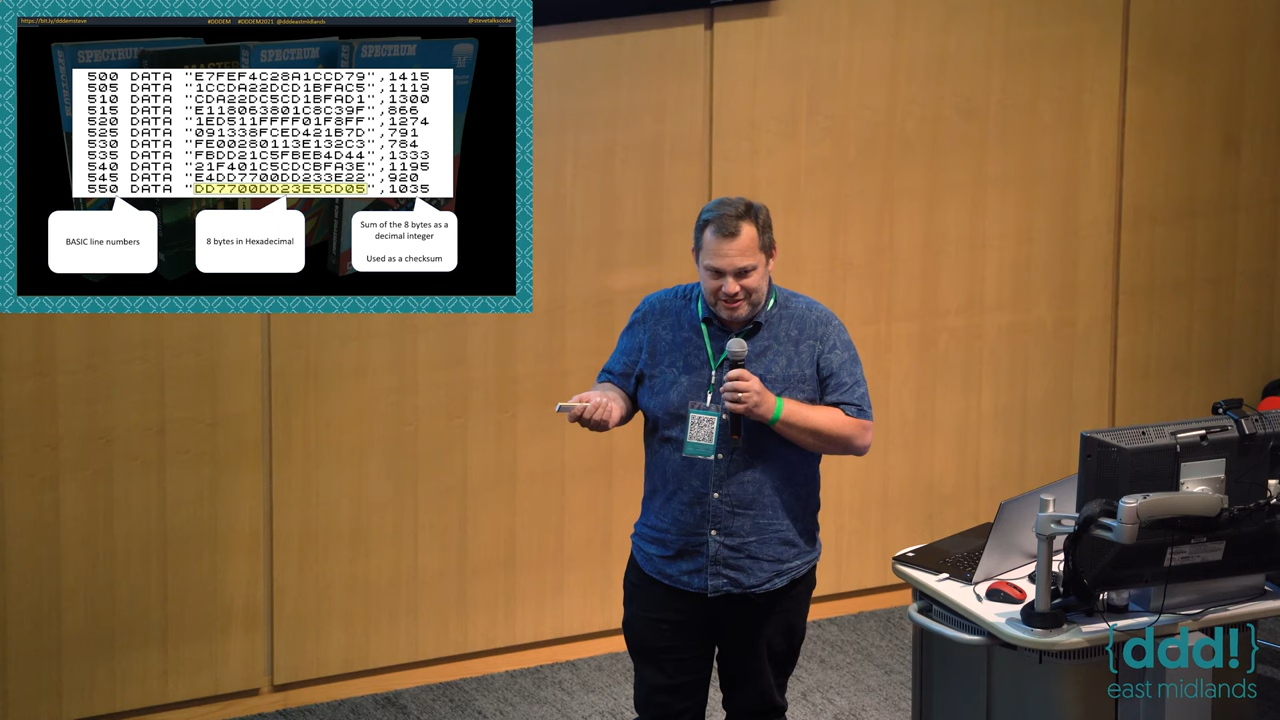 https://bit.ly/dddemsteve #DDDEM #DDDEM2021 @dddeastmidlands @stevetalkscode
SPECTRUM SPECTRUM SPECTRUM
500 DATA "E7FEF4C28A1CCD79",1415
505 DATA "1CCDA22DCD1BFAC5",1119
510 DATA "CDA22DC5CD1BFAD1",1300
515 DATA "E118063801C8C39F",866
520 DATA "1ED511FFFF01F8FF",1274
525 DATA "091338FCED421B7D",791
530 DATA "FE00280113E132C3",784
535 DATA "FBDD21C5FBEB4D44",1333
540 DATA "21F401C5CDCBFA3E",1195
545 DATA "E4DD7700DD233E22",920
550 DATA "DD7700DD23E5CD05",1035
BASIC line numbers
8 bytes in Hexadecimal
Sum of the 8 bytes as a
decimal integer
Used as a checksum
{ddd!}
east midlands